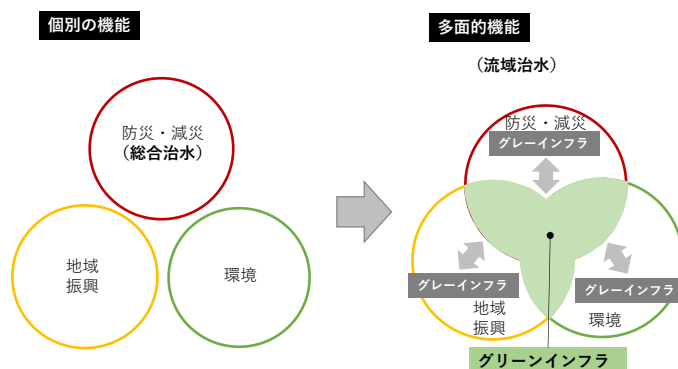 個別の機能
防災・減災
（総合治水）
地域
振興
環境
多面的機能
（流域治水）
防災・減災
グレーインフラ
グレーインフラ
地域
振興
グレーインフラ
環境
グリーンインフラ